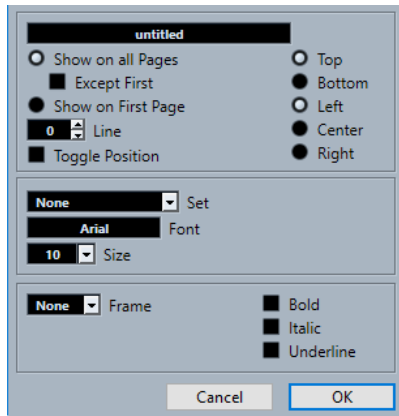 untitled
Show on all Pages
Top
Except First
Bottom
Show on First Page
Left
0 Line
Center
Toggle Position
Right
None Set
Arial Font
10 Size
None Frame
Bold
Italic
Underline
Cancel OK